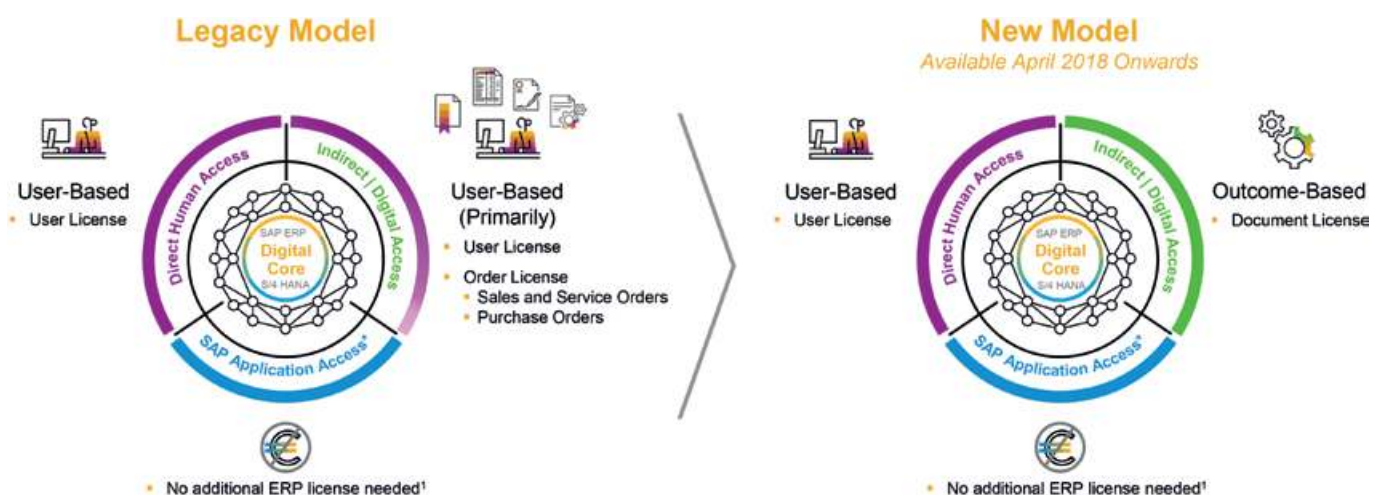 Legacy Model
User-Based
• User License
Direct Human Access
Indirect | Digital Access
SAP Application Access*
SAP ERP
Digital
Core
S/4 HANA
User-Based
(Primarily)
• User License
• Order License
• Sales and Service Orders
• Purchase Orders
• No additional ERP license needed¹
New Model
Available April 2018 Onwards
User-Based
• User License
Direct Human Access
Indirect | Digital Access
SAP Application Access*
SAP ERP
Digital
Core
S/4 HANA
Outcome-Based
• Document License
• No additional ERP license needed¹